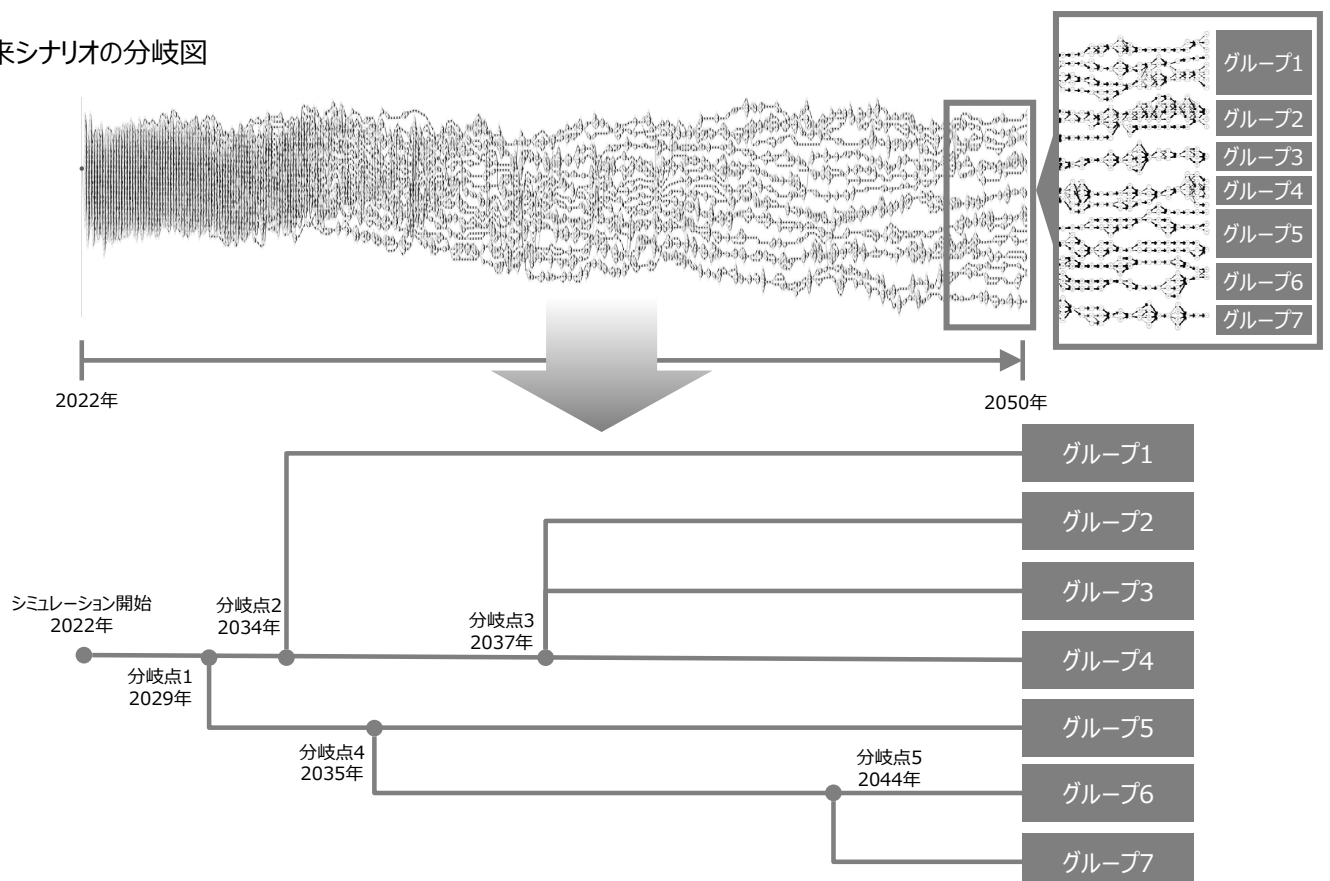 来シナリオの分岐図
グループ1
グループ2
グループ3
グループ4
グループ5
グループ6
グループ7
2022年
2050年
グループ1
グループ2
グループ3
シミュレーション開始
2022年
分岐点2
2034年
分岐点3
2037年
グループ4
分岐点1
2029年
グループ5
分岐点4
2035年
分岐点5
2044年
グループ6
グループ7